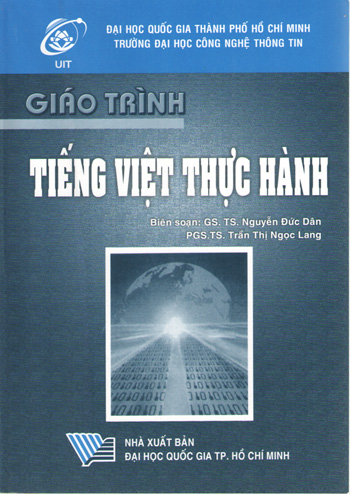 ĐẠI HỌC QUỐC GIA THÀNH PHỐ HỒ CHÍ MINH
TRƯỜNG ĐẠI HỌC CÔNG NGHỆ THÔNG TIN
UIT
GIÁO TRÌNH
TIẾNG VIỆT THỰC HÀNH
Biên soạn: GS. TS. Nguyễn Đức Dân
PGS.TS. Trần Thị Ngọc Lang
NHÀ XUẤT BẢN
ĐẠI HỌC QUỐC GIA TP. HỒ CHÍ MINH